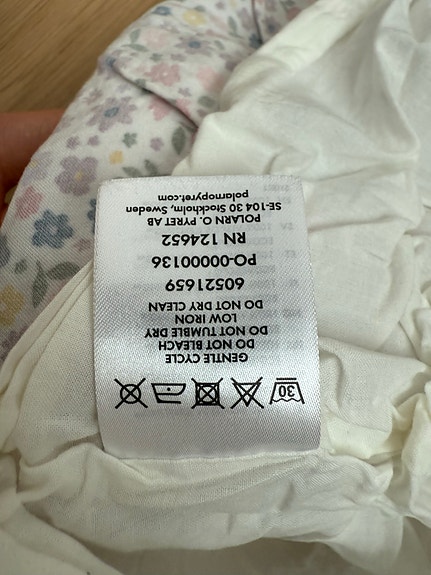 30
GENTLE CYCLE
DO NOT BLEACH
DO NOT TUMBLE DRY
LOW IRON
DO NOT DRY CLEAN
60521659
PO-00000136
RN 124652
POLARN O. PYRET AB
SE-104 30 Stockholm, Sweden
polarnopyret.com